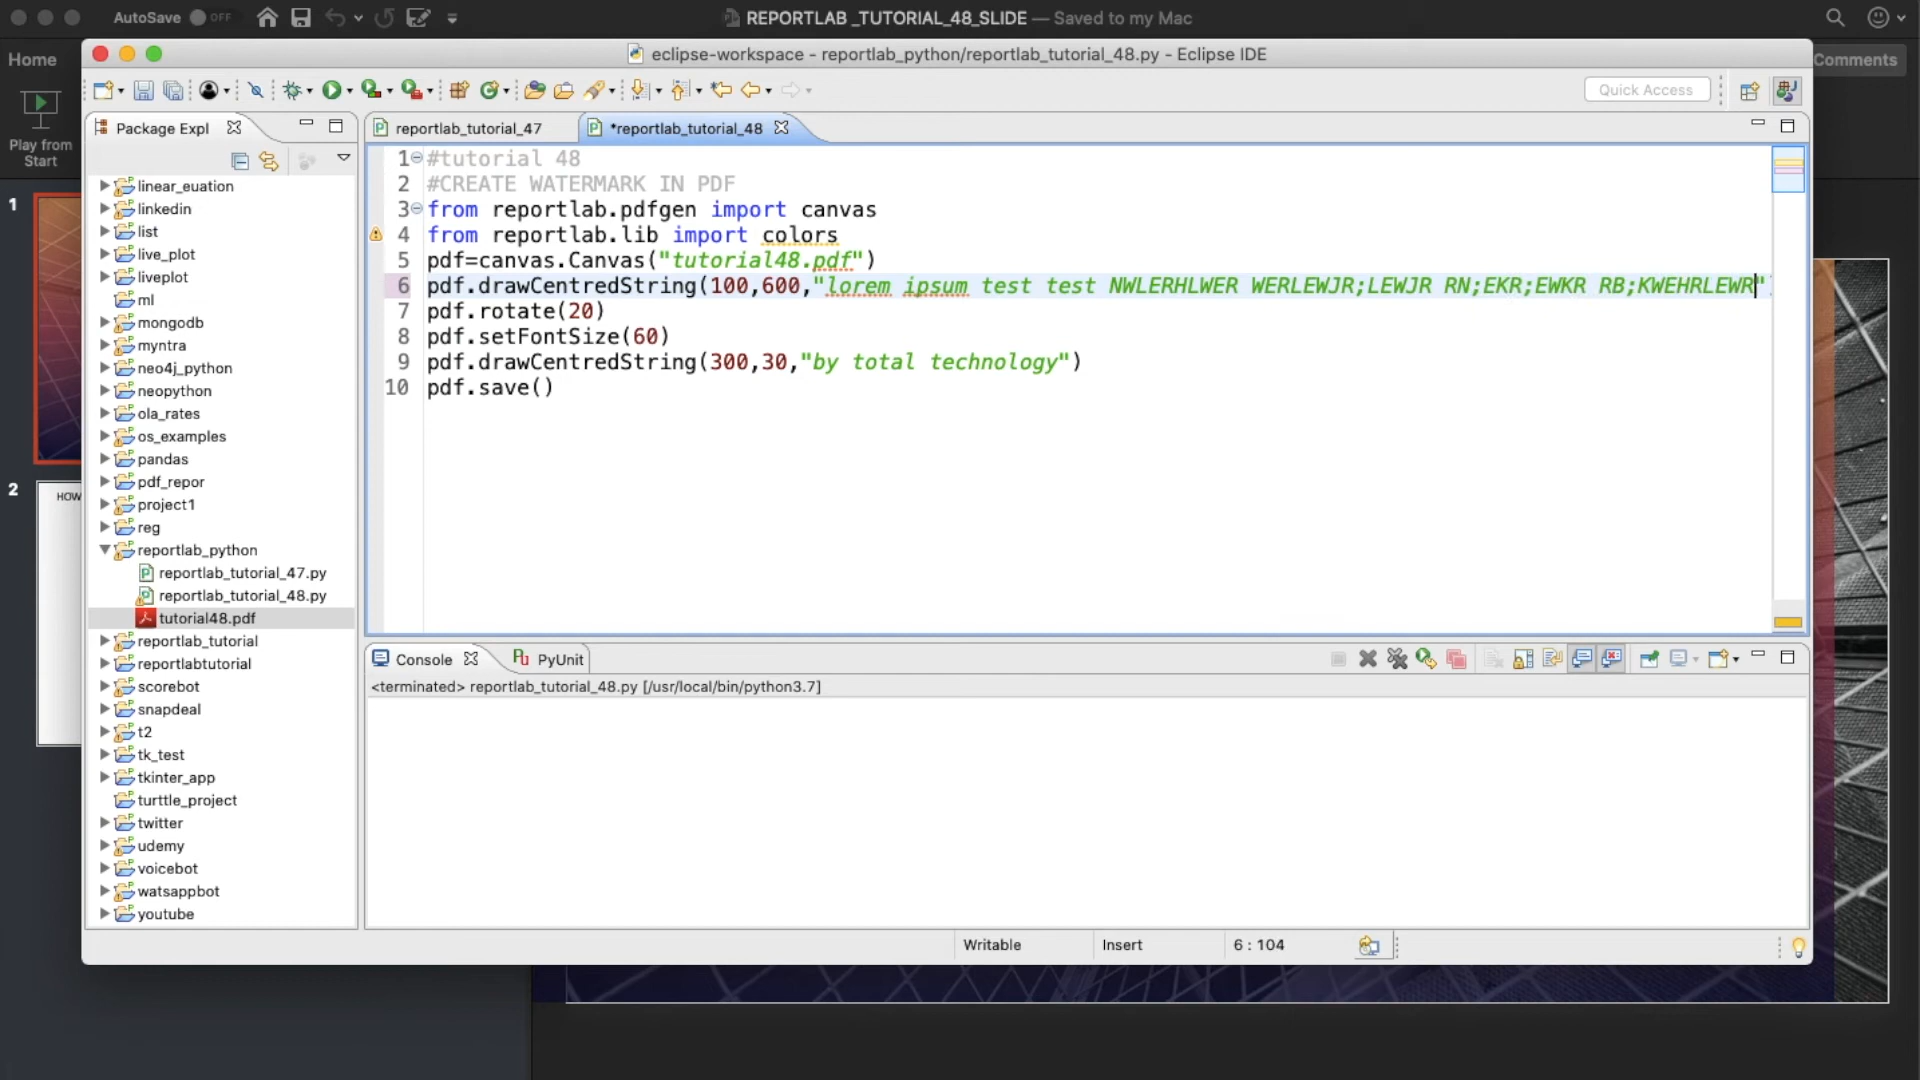 AutoSave OFF
REPORTLAB _TUTORIAL_48_SLIDE — Saved to my Mac
Home
Comments
Play from
Start
1
2
HOW
eclipse-workspace - reportlab_python/reportlab_tutorial_48.py - Eclipse IDE
Quick Access
Package Expl
linear_euation
linkedin
list
live_plot
liveplot
ml
mongodb
myntra
neo4j_python
neopython
ola_rates
os_examples
pandas
pdf_repor
project1
reg
reportlab_python
reportlab_tutorial_47.py
reportlab_tutorial_48.py
tutorial48.pdf
reportlab_tutorial
reportlabtutorial
scorebot
snapdeal
t2
tk_test
tkinter_app
turttle_project
twitter
udemy
voicebot
watsappbot
youtube
reportlab_tutorial_47
*reportlab_tutorial_48
1 #tutorial 48
2 #CREATE WATERMARK IN PDF
3 from reportlab.pdfgen import canvas
4 from reportlab.lib import colors
5 pdf=canvas.Canvas("tutorial48.pdf")
6 pdf.drawCentredString(100,600,"lorem ipsum test test NWLERHLWER WERLEWJR;LEWJR RN;EKR;EWKR RB;KWEHRLEWR"
7 pdf.rotate(20)
8 pdf.setFontSize(60)
9 pdf.drawCentredString(300,30,"by total technology")
10 pdf.save()
Console
PyUnit
<terminated> reportlab_tutorial_48.py [/usr/local/bin/python3.7]
Writable
Insert
6 : 104